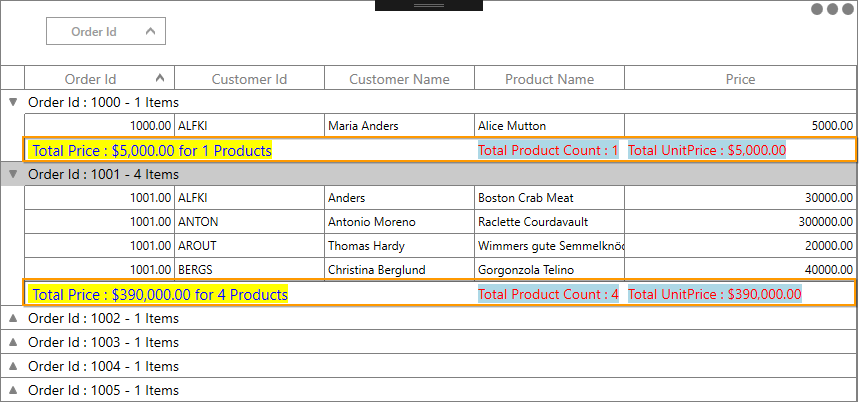 Order Id
Order Id Customer Id Customer Name Product Name Price
Order Id : 1000 - 1 Items
1000.00 ALFKI Maria Anders Alice Mutton 5000.00
Total Price : $5,000.00 for 1 Products Total Product Count : 1 Total UnitPrice : $5,000.00
Order Id : 1001 - 4 Items
1001.00 ALFKI Anders Boston Crab Meat 30000.00
1001.00 ANTON Antonio Moreno Raclette Courdavault 300000.00
1001.00 AROUT Thomas Hardy Wimmers gute Semmelknöd 20000.00
1001.00 BERGS Christina Berglund Gorgonzola Telino 40000.00
Total Price : $390,000.00 for 4 Products Total Product Count : 4 Total UnitPrice : $390,000.00
Order Id : 1002 - 1 Items
Order Id : 1003 - 1 Items
Order Id : 1004 - 1 Items
Order Id : 1005 - 1 Items